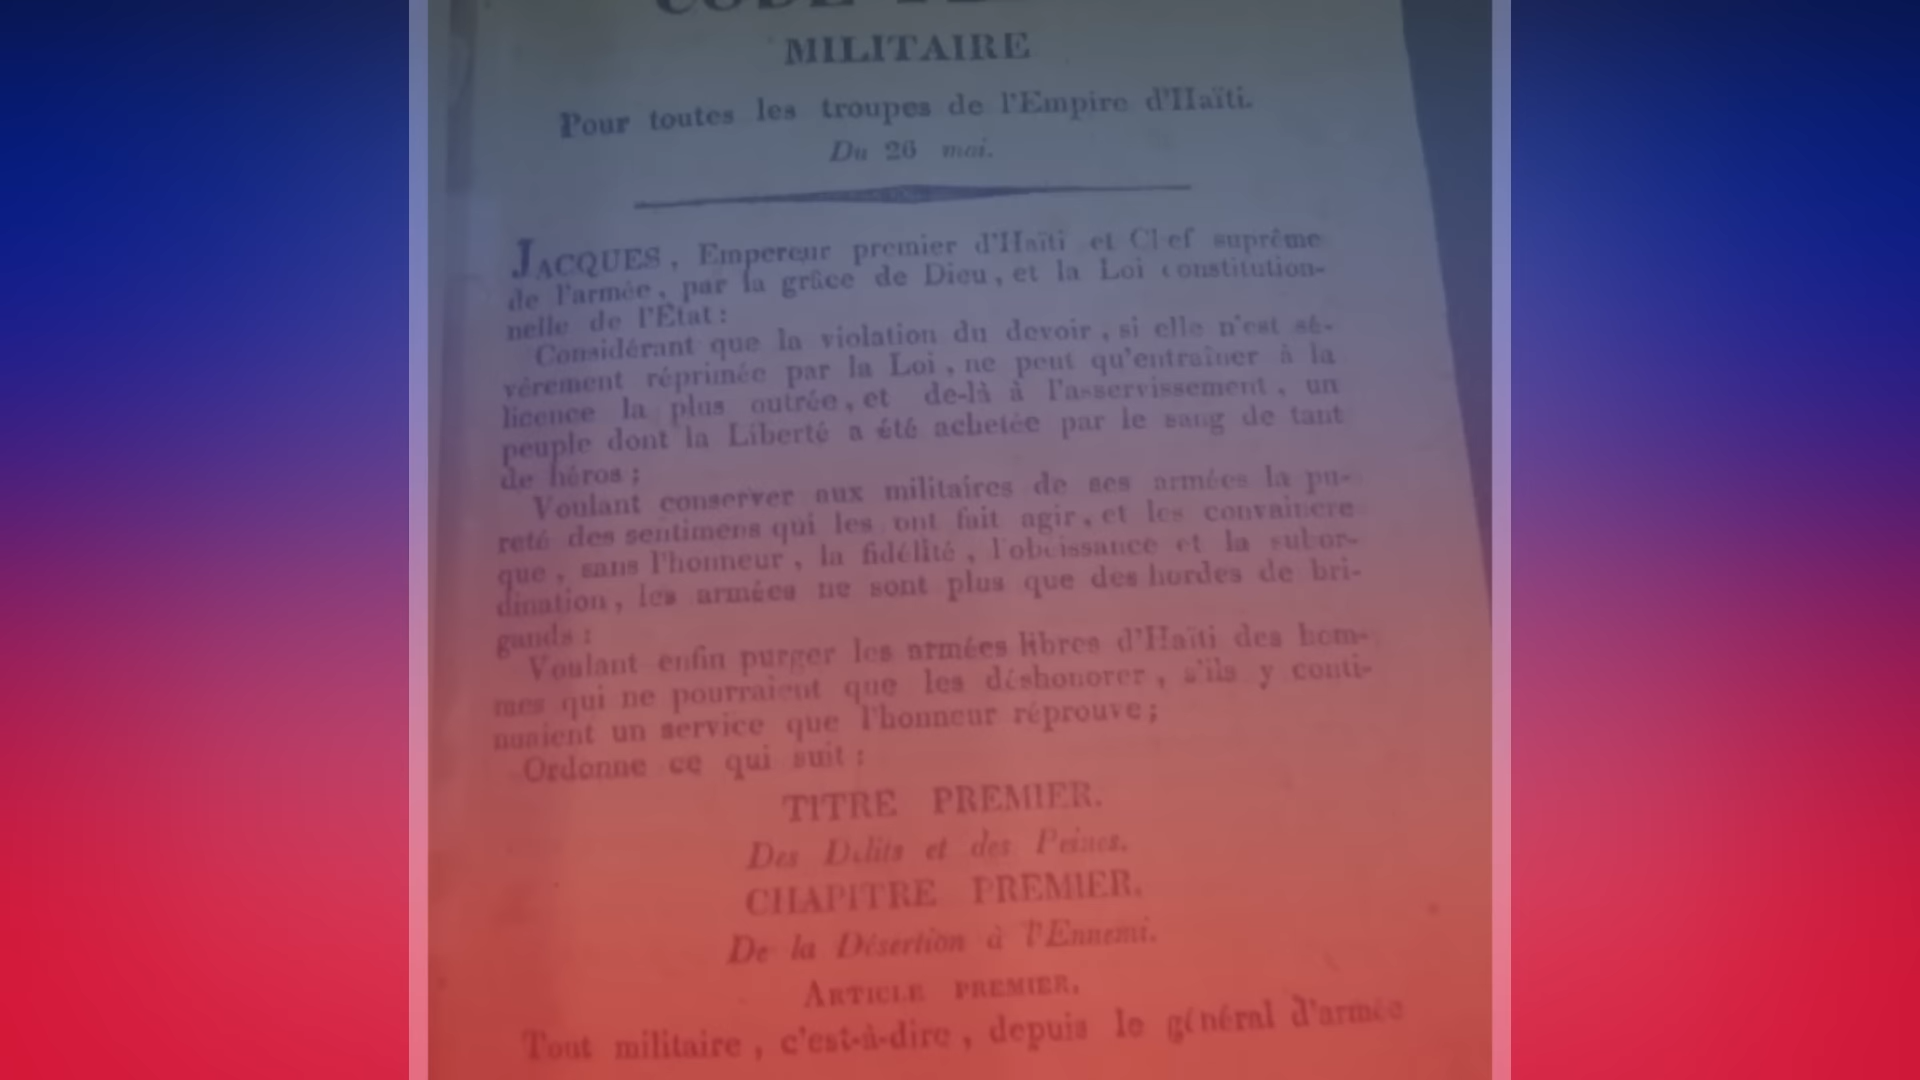 CODE
MILITAIRE
Pour toutes les troupes de l'Empire d'Haïti.
Du 26 mai.
JACQUES, Empereur premier d'Haïti et Chef suprême
de l'armée, par la grâce de Dieu, et la Loi constitution-
nelle de l'État :
Considérant que la violation du devoir, si elle n'est sé-
vérement réprimée par la Loi, ne peut qu'entraîner à la
licence la plus outrée, et de-là à l'asservissement, un
peuple dont la Liberté a été achetée par le sang de tant
de héros ;
Voulant conserver aux militaires de ses armées la pu-
reté des sentimens qui les ont fait agir, et les convaincre
que, sans l'honneur, la fidélité, l'obéissance et la subor-
dination, les armées ne sont plus que des hordes de bri-
gands :
Voulant enfin purger les armées libres d'Haïti des hom-
mes qui ne pourraient que les déshonorer, s'ils y conti-
nuaient un service que l'honneur réprouve ;
Ordonne ce qui suit :
TITRE PREMIER.
Des Délits et des Peines.
CHAPITRE PREMIER.
De la Désertion à l'Ennemi.
ARTICLE PREMIER.
Tout militaire, c'est-à-dire, depuis le général d'armée